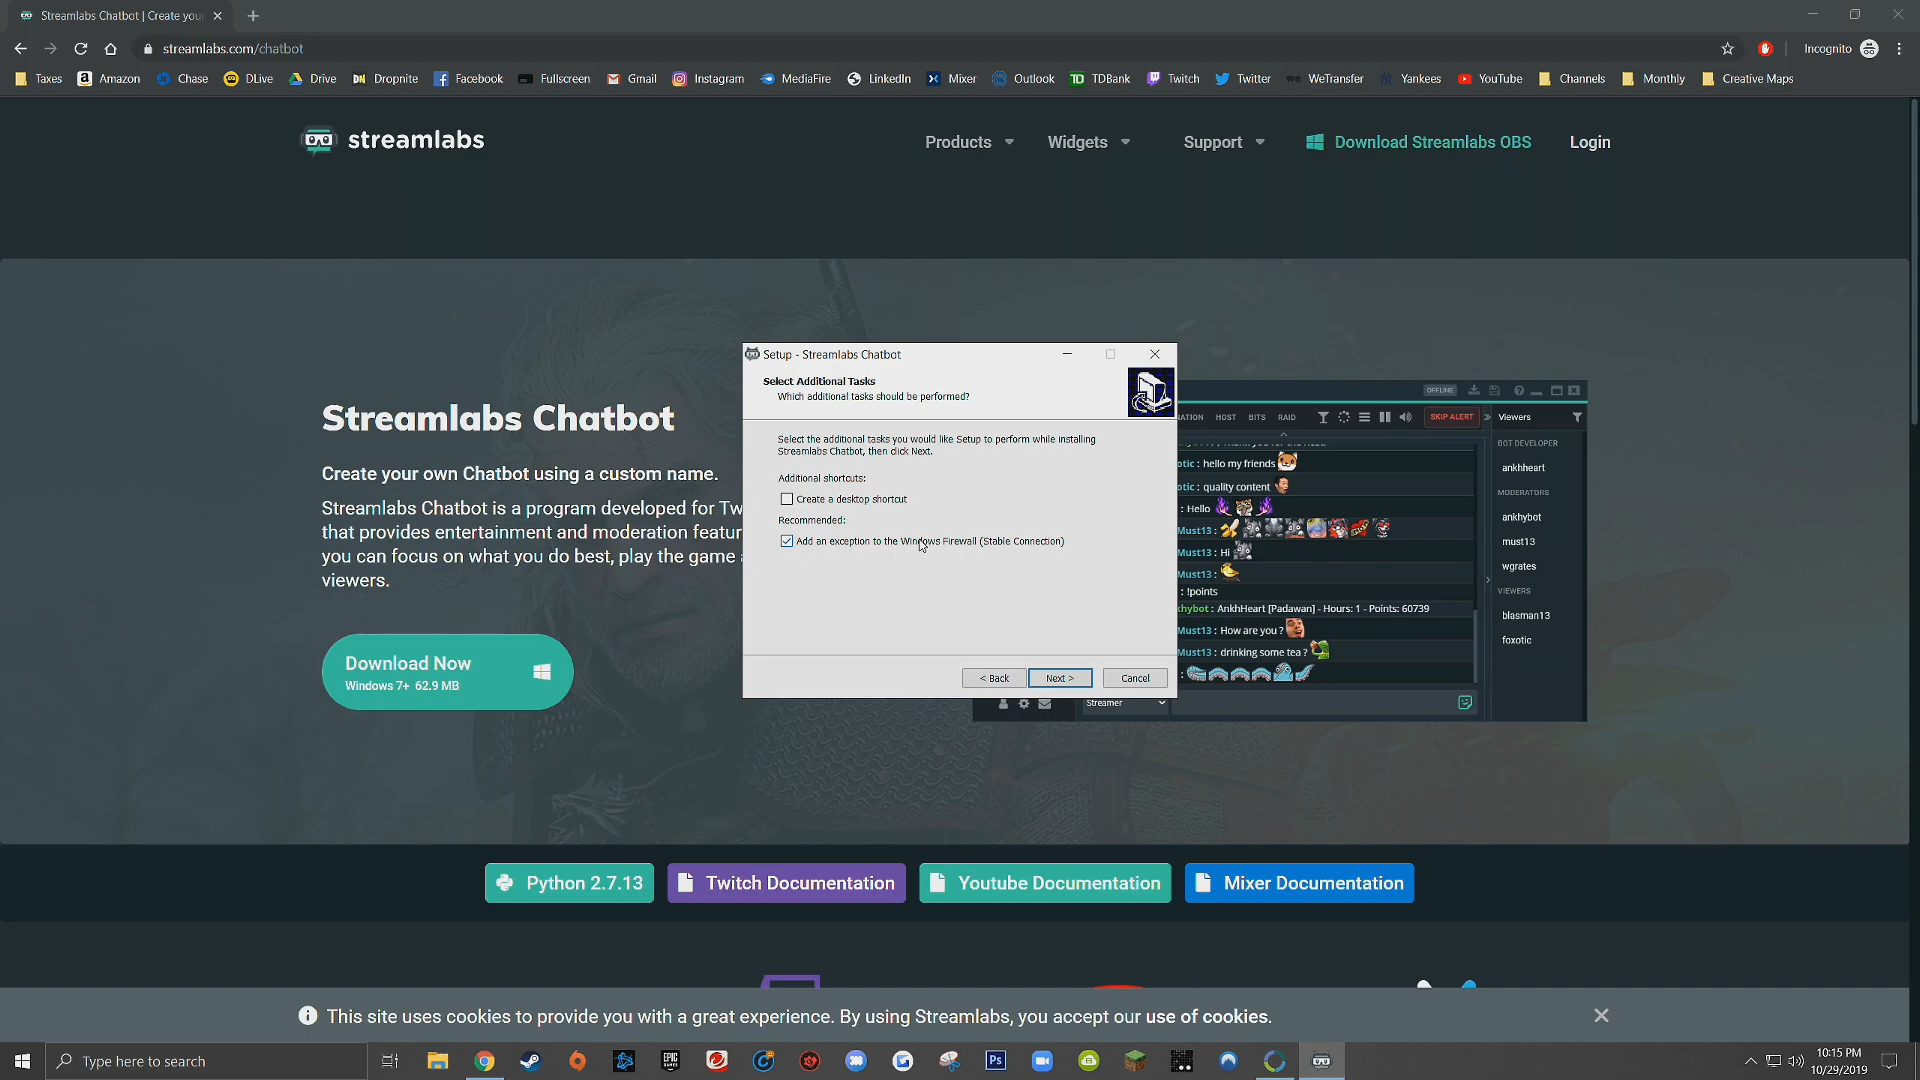 Streamlabs Chatbot | Create your
streamlabs.com/chatbot
Incognito
Taxes
Amazon
Chase
DLive
Drive
Dropnite
Facebook
Fullscreen
Gmail
Instagram
MediaFire
LinkedIn
Mixer
Outlook
TDBank
Twitch
Twitter
WeTransfer
Yankees
YouTube
Channels
Monthly
Creative Maps
streamlabs
Products
Widgets
Support
Download Streamlabs OBS
Login
Streamlabs Chatbot
Create your own Chatbot using a custom name.
Streamlabs Chatbot is a program developed for Tw
that provides entertainment and moderation featur
you can focus on what you do best, play the game
viewers.
Download Now
Windows 7+ 62.9 MB
Setup - Streamlabs Chatbot
Select Additional Tasks
Which additional tasks should be performed?
Select the additional tasks you would like Setup to perform while installing
Streamlabs Chatbot, then click Next.
Additional shortcuts:
Create a desktop shortcut
Recommended:
Add an exception to the Windows Firewall (Stable Connection)
< Back
Next >
Cancel
OFFLINE
NATION
HOST
BITS
RAID
SKIP ALERT
Viewers
BOT DEVELOPER
ankhheart
MODERATORS
ankhybot
must13
wgrates
VIEWERS
blasman13
foxotic
otic : hello my friends
otic : quality content
: Hello
Must13 :
Must13 : Hi
Must13 :
: !points
hybot : AnkhHeart [Padawan] - Hours: 1 - Points: 60739
Must13 : How are you ?
Must13 : drinking some tea ?
Streamer
Python 2.7.13
Twitch Documentation
Youtube Documentation
Mixer Documentation
This site uses cookies to provide you with a great experience. By using Streamlabs, you accept our use of cookies.
Type here to search
EPIC
GAMES
Ps
10:15 PM
10/29/2019